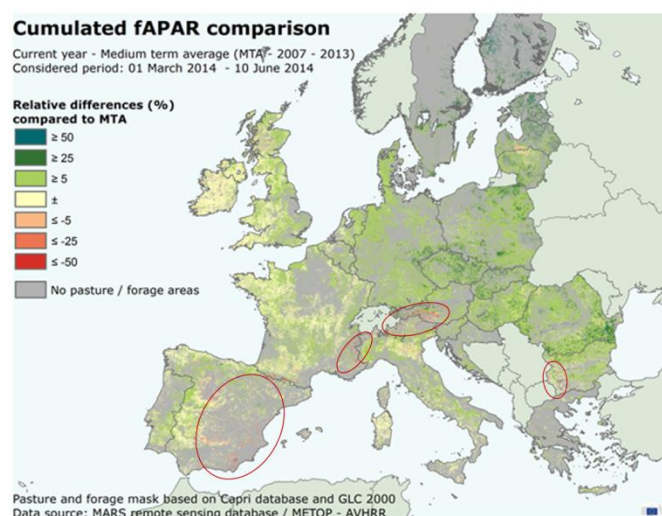 Cumulated fAPAR comparison
Current year - Medium term average (MTA - 2007 - 2013)
Considered period: 01 March 2014 - 10 June 2014
Relative differences (%)
compared to MTA
≥ 50
≥ 25
≥ 5
±
≤ -5
≤ -25
≤ -50
No pasture / forage areas
Pasture and forage mask based on Capri database and GLC 2000
Data source: MARS remote sensing database / METOP - AVHRR